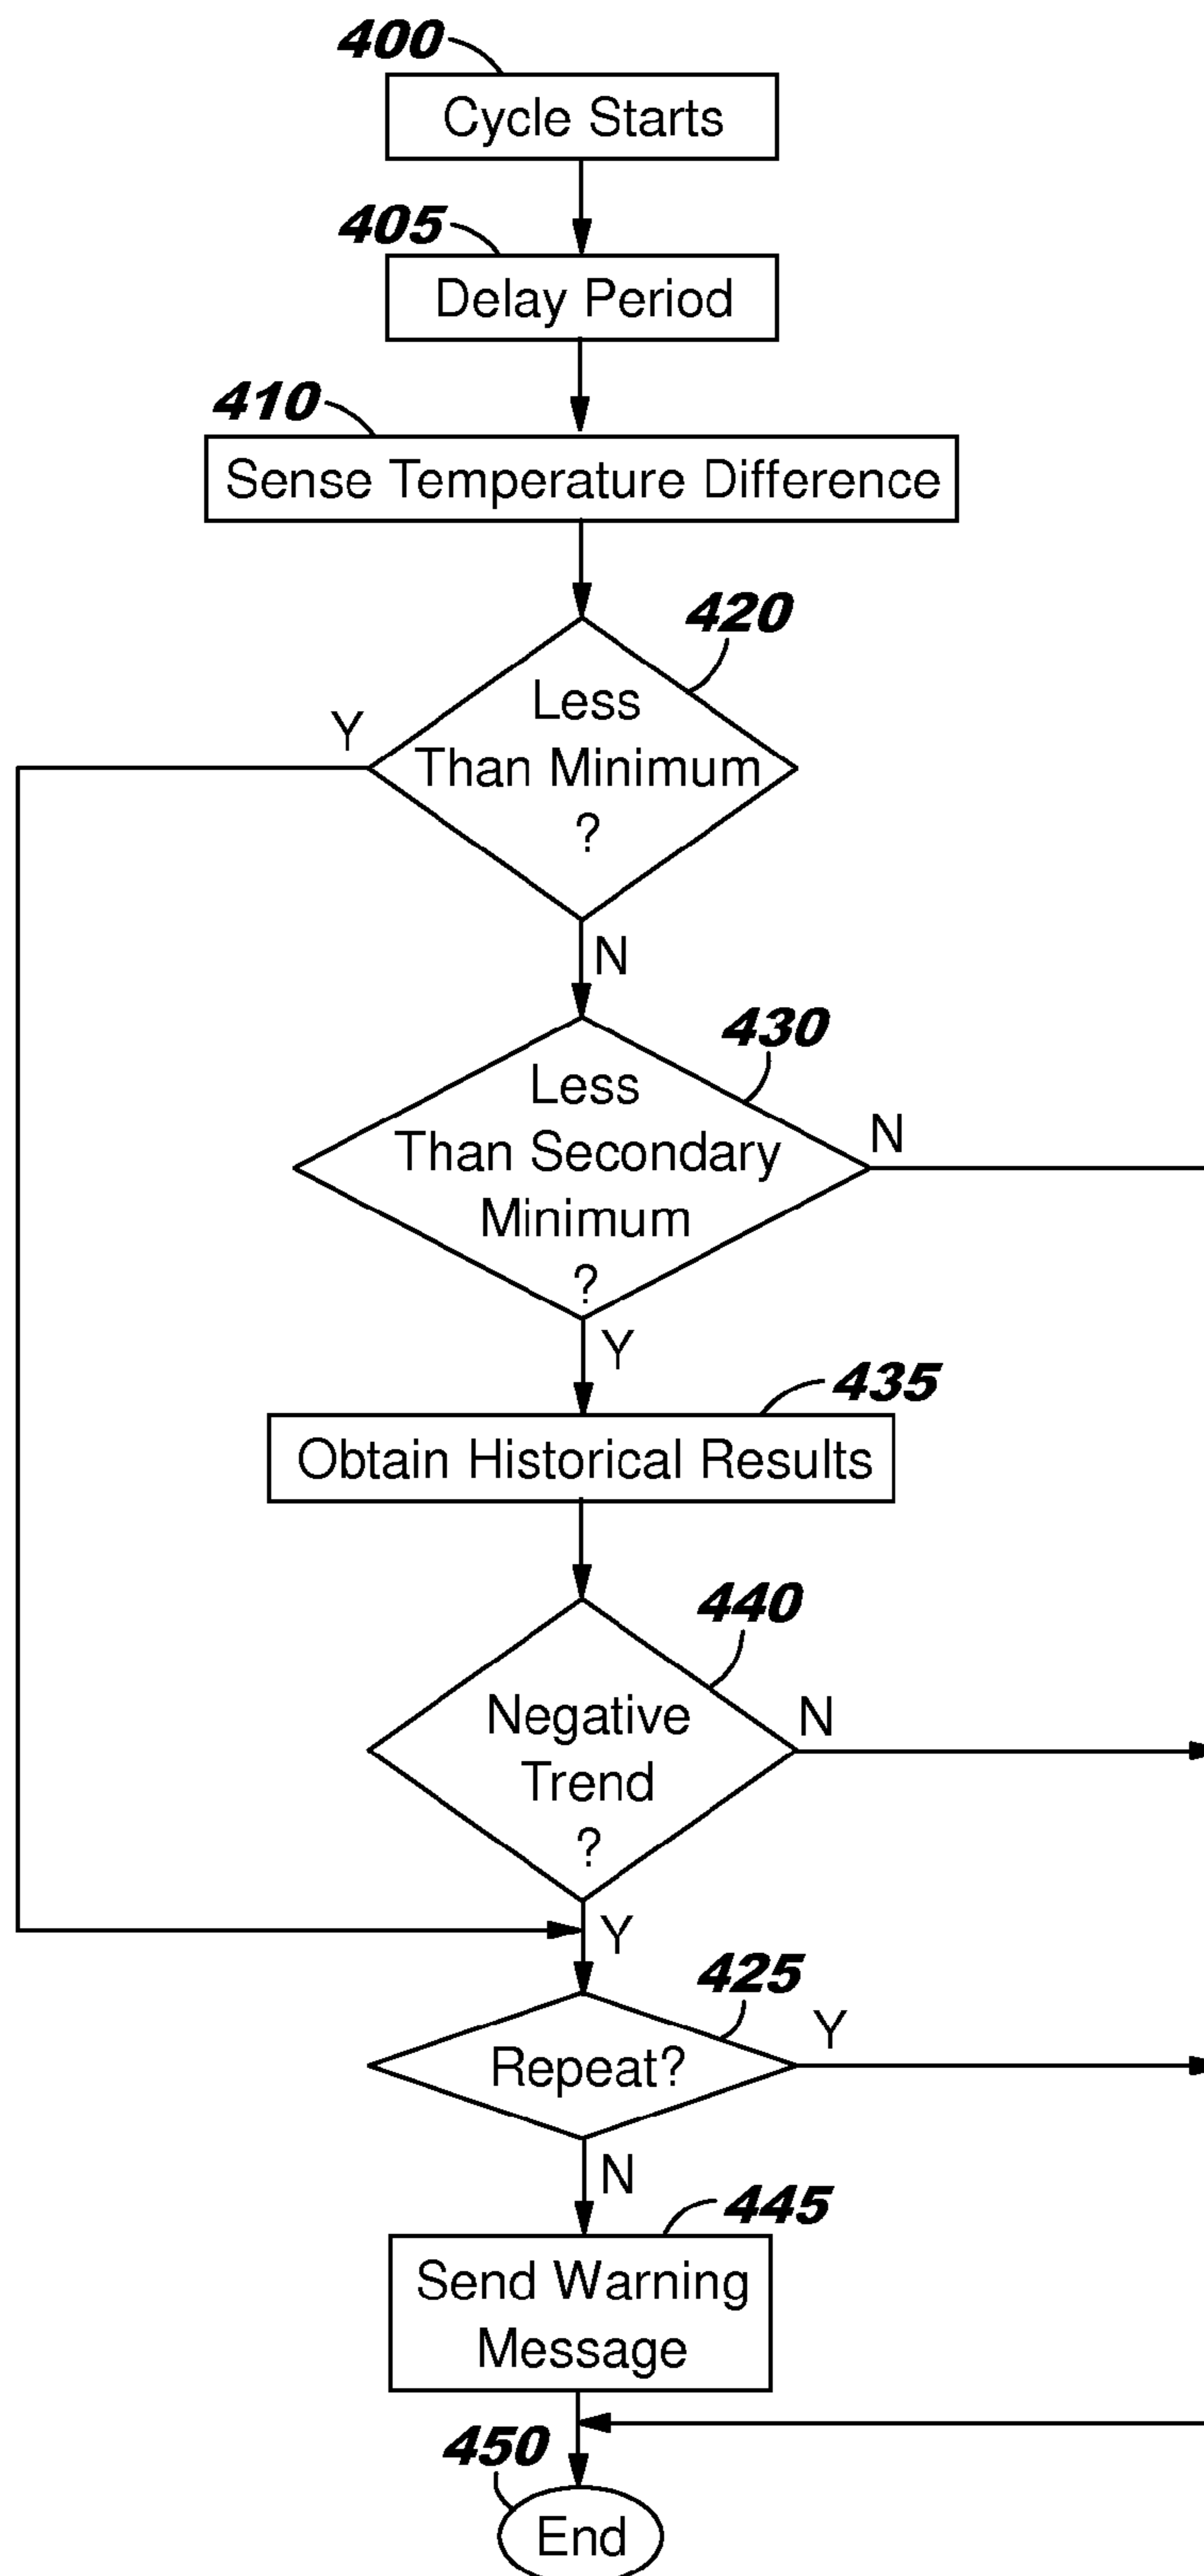 400
Cycle Starts
405
Delay Period
410
Sense Temperature Difference
420
Less
Than Minimum
?
Y
N
430
Less
Than Secondary
Minimum
?
N
Y
435
Obtain Historical Results
440
Negative
Trend
?
N
Y
425
Repeat?
Y
N
445
Send Warning
Message
450
End